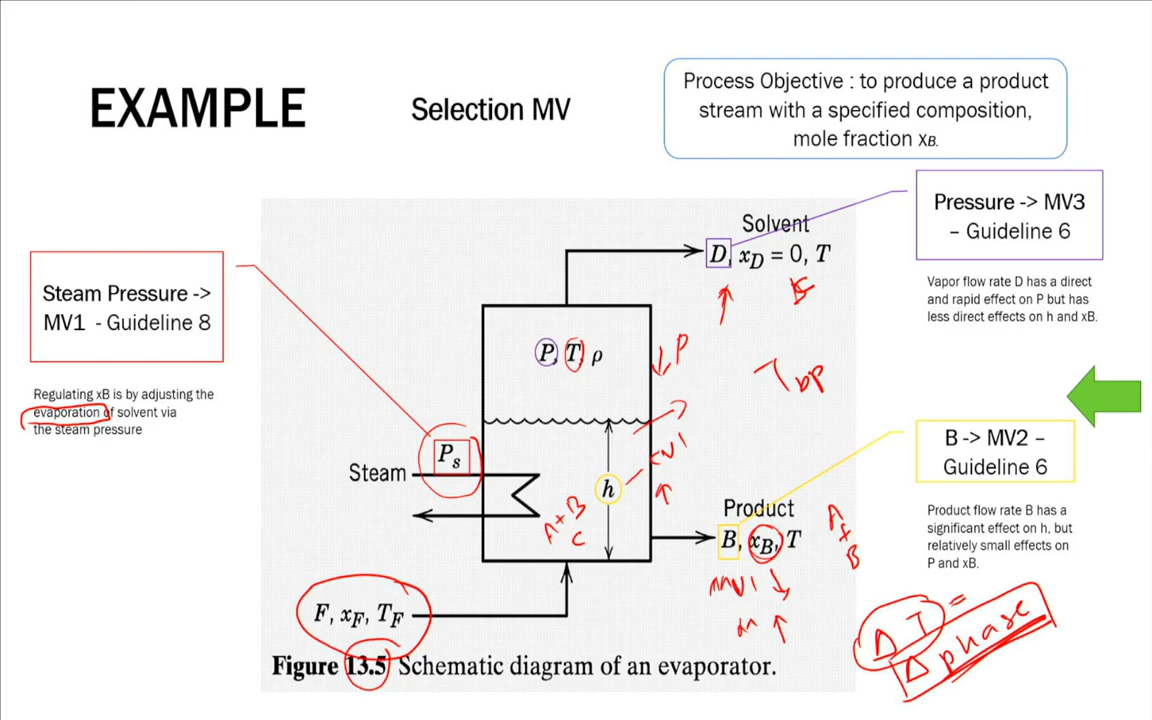 EXAMPLE
Selection MV
Process Objective : to produce a product
stream with a specified composition,
mole fraction XB.
Steam Pressure ->
MV1 - Guideline 8
Regulating xB is by adjusting the
evaporation of solvent via
the steam pressure
Solvent
D, xD = 0, T
Pressure -> MV3
– Guideline 6
Vapor flow rate D has a direct
and rapid effect on P but has
less direct effects on h and xB.
P, T, ρ
P
Tbp
Ps
Steam
h
A+B
C
B -> MV2 –
Guideline 6
Product flow rate B has a
significant effect on h, but
relatively small effects on
P and xB.
Product
B, xB, T
A
+
B
F, xF, TF
ΔT =
Δ phase
Figure 13.5 Schematic diagram of an evaporator.